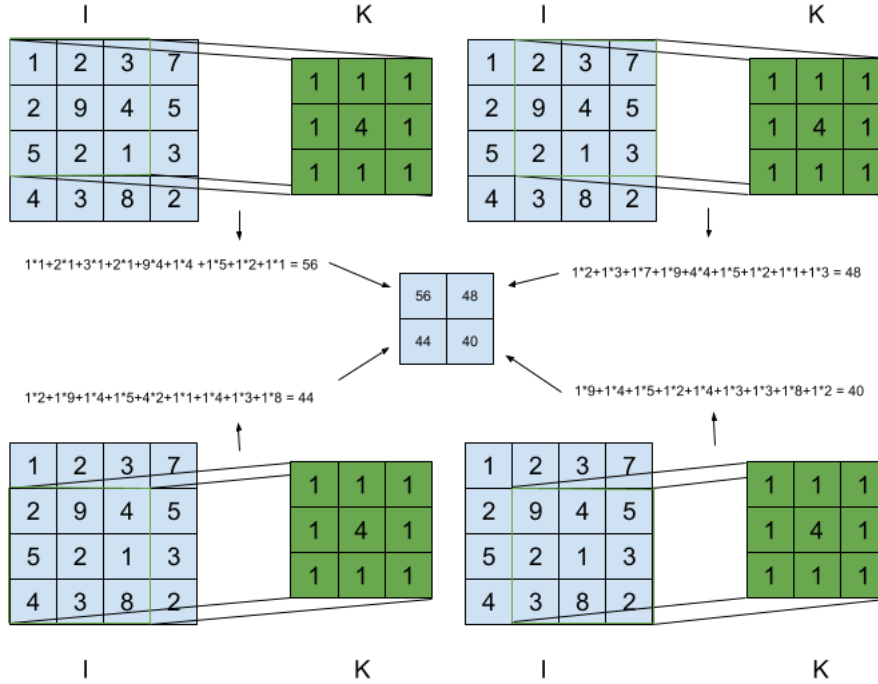 I K I K
1 2 3 7 1 2 3 7
1 1 1 1 1 1
2 9 4 5 2 9 4 5
1 4 1 1 4 1
5 2 1 3 5 2 1 3
1 1 1 1 1 1
4 3 8 2 4 3 8 2
1*1+2*1+3*1+2*1+9*4+1*4 +1*5+1*2+1*1 = 56
1*2+1*3+1*7+1*9+4*4+1*5+1*2+1*1+1*3 = 48
56 48
44 40
1*2+1*9+1*4+1*5+4*2+1*1+1*4+1*3+1*8 = 44
1*9+1*4+1*5+1*2+1*4+1*3+1*3+1*8+1*2 = 40
1 2 3 7 1 2 3 7
1 1 1 1 1 1
2 9 4 5 2 9 4 5
1 4 1 1 4 1
5 2 1 3 5 2 1 3
1 1 1 1 1 1
4 3 8 2 4 3 8 2
I K I K